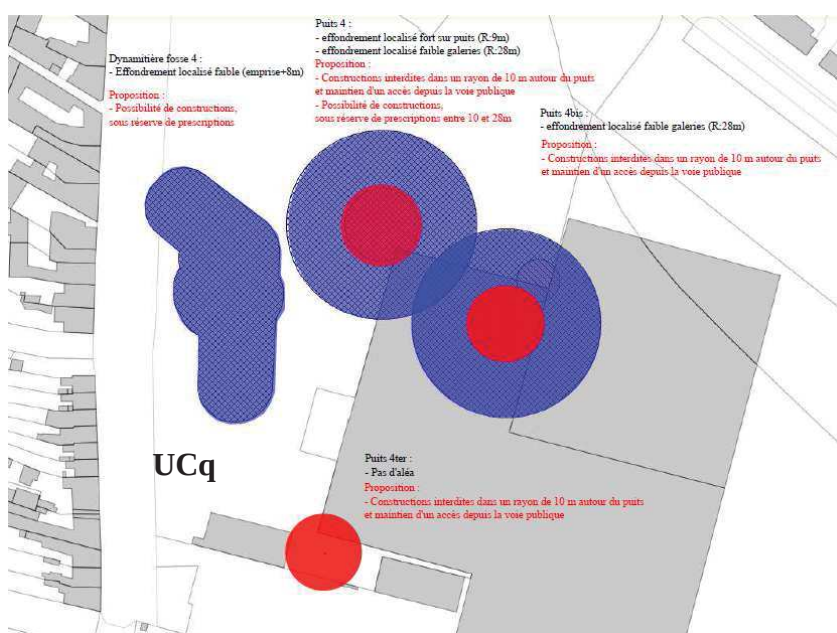 Puits 4 :
- effondrement localisé fort sur puits (R:9m)
- effondrement localisé faible galeries (R:28m)
Proposition :
- Constructions interdites dans un rayon de 10 m autour du puits
et maintien d'un accès depuis la voie publique
- Possibilité de constructions,
sous réserve de prescriptions entre 10 et 28m
Dynamitière fosse 4 :
- Effondrement localisé faible (emprise+8m)
Proposition :
- Possibilité de constructions,
sous réserve de prescriptions
Puits 4bis :
- effondrement localisé faible galeries (R:28m)
Proposition :
- Constructions interdites dans un rayon de 10 m autour du puits
et maintien d'un accès depuis la voie publique
UCq
Puits 4ter :
- Pas d'aléa
Proposition :
- Constructions interdites dans un rayon de 10 m autour du puits
et maintien d'un accès depuis la voie publique